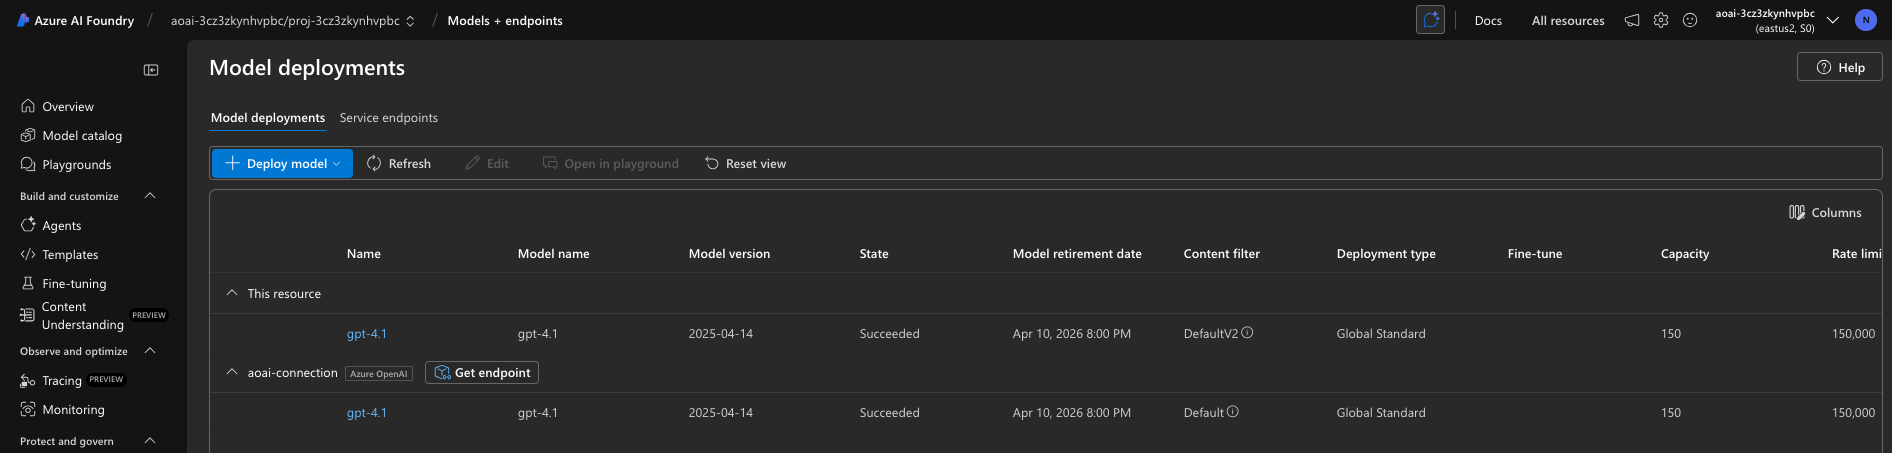 Azure AI Foundry / aoai-3cz3zkynhvpbc/proj-3cz3zkynhvpbc / Models + endpoints
Docs All resources
aoai-3cz3zkynhvpbc
(eastus2, S0)
N
Overview
Model catalog
Playgrounds
Build and customize
Agents
Templates
Fine-tuning
Content
Understanding PREVIEW
Observe and optimize
Tracing PREVIEW
Monitoring
Protect and govern
Model deployments
Help
Model deployments Service endpoints
Deploy model Refresh Edit Open in playground Reset view
Columns
Name Model name Model version State Model retirement date Content filter Deployment type Fine-tune Capacity Rate limi
This resource
gpt-4.1 gpt-4.1 2025-04-14 Succeeded Apr 10, 2026 8:00 PM DefaultV2 Global Standard 150 150,000
aoai-connection Azure OpenAI Get endpoint
gpt-4.1 gpt-4.1 2025-04-14 Succeeded Apr 10, 2026 8:00 PM Default Global Standard 150 150,000